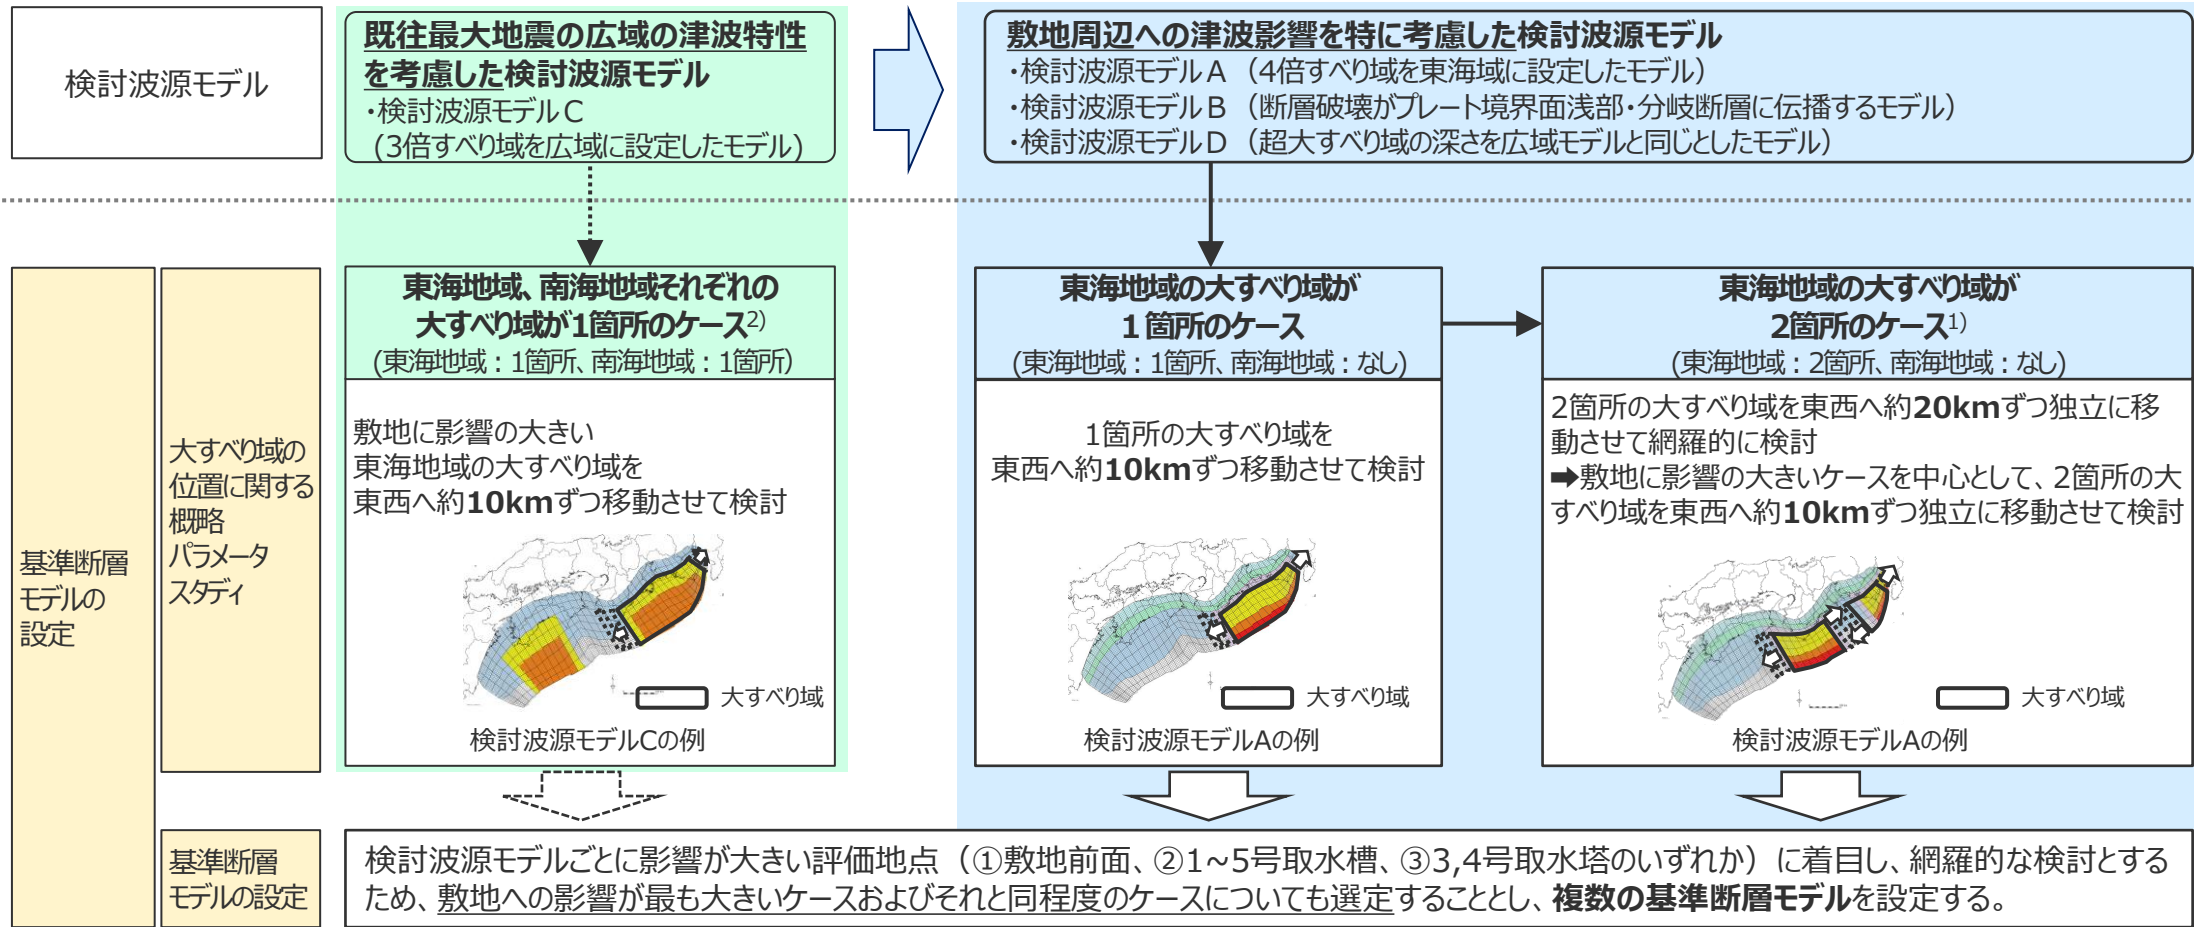 検討波源モデル
既往最大地震の広域の津波特性
を考慮した検討波源モデル
・検討波源モデルC
(3倍すべり域を広域に設定したモデル)
敷地周辺への津波影響を特に考慮した検討波源モデル
・検討波源モデルA （4倍すべり域を東海域に設定したモデル）
・検討波源モデルB （断層破壊がプレート境界面浅部・分岐断層に伝播するモデル）
・検討波源モデルD （超大すべり域の深さを広域モデルと同じとしたモデル）
基準断層
モデルの
設定
大すべり域の
位置に関する
概略
パラメータ
スタディ
東海地域、南海地域それぞれの
大すべり域が1箇所のケース2)
(東海地域：1箇所、南海地域：1箇所)
敷地に影響の大きい
東海地域の大すべり域を
東西へ約10kmずつ移動させて検討
大すべり域
検討波源モデルCの例
東海地域の大すべり域が
1箇所のケース
(東海地域：1箇所、南海地域：なし)
1箇所の大すべり域を
東西へ約10kmずつ移動させて検討
大すべり域
検討波源モデルAの例
東海地域の大すべり域が
2箇所のケース1)
(東海地域：2箇所、南海地域：なし)
2箇所の大すべり域を東西へ約20kmずつ独立に移
動させて網羅的に検討
➡敷地に影響の大きいケースを中心として、2箇所の大
すべり域を東西へ約10kmずつ独立に移動させて検討
大すべり域
検討波源モデルAの例
基準断層
モデルの設定
検討波源モデルごとに影響が大きい評価地点（①敷地前面、②1~5号取水槽、③3,4号取水塔のいずれか）に着目し、網羅的な検討とする
ため、敷地への影響が最も大きいケースおよびそれと同程度のケースについても選定することとし、複数の基準断層モデルを設定する。